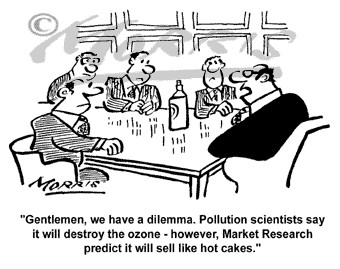 ©
MORRIS
MORRIS
"Gentlemen, we have a dilemma. Pollution scientists say
it will destroy the ozone - however, Market Research
predict it will sell like hot cakes."